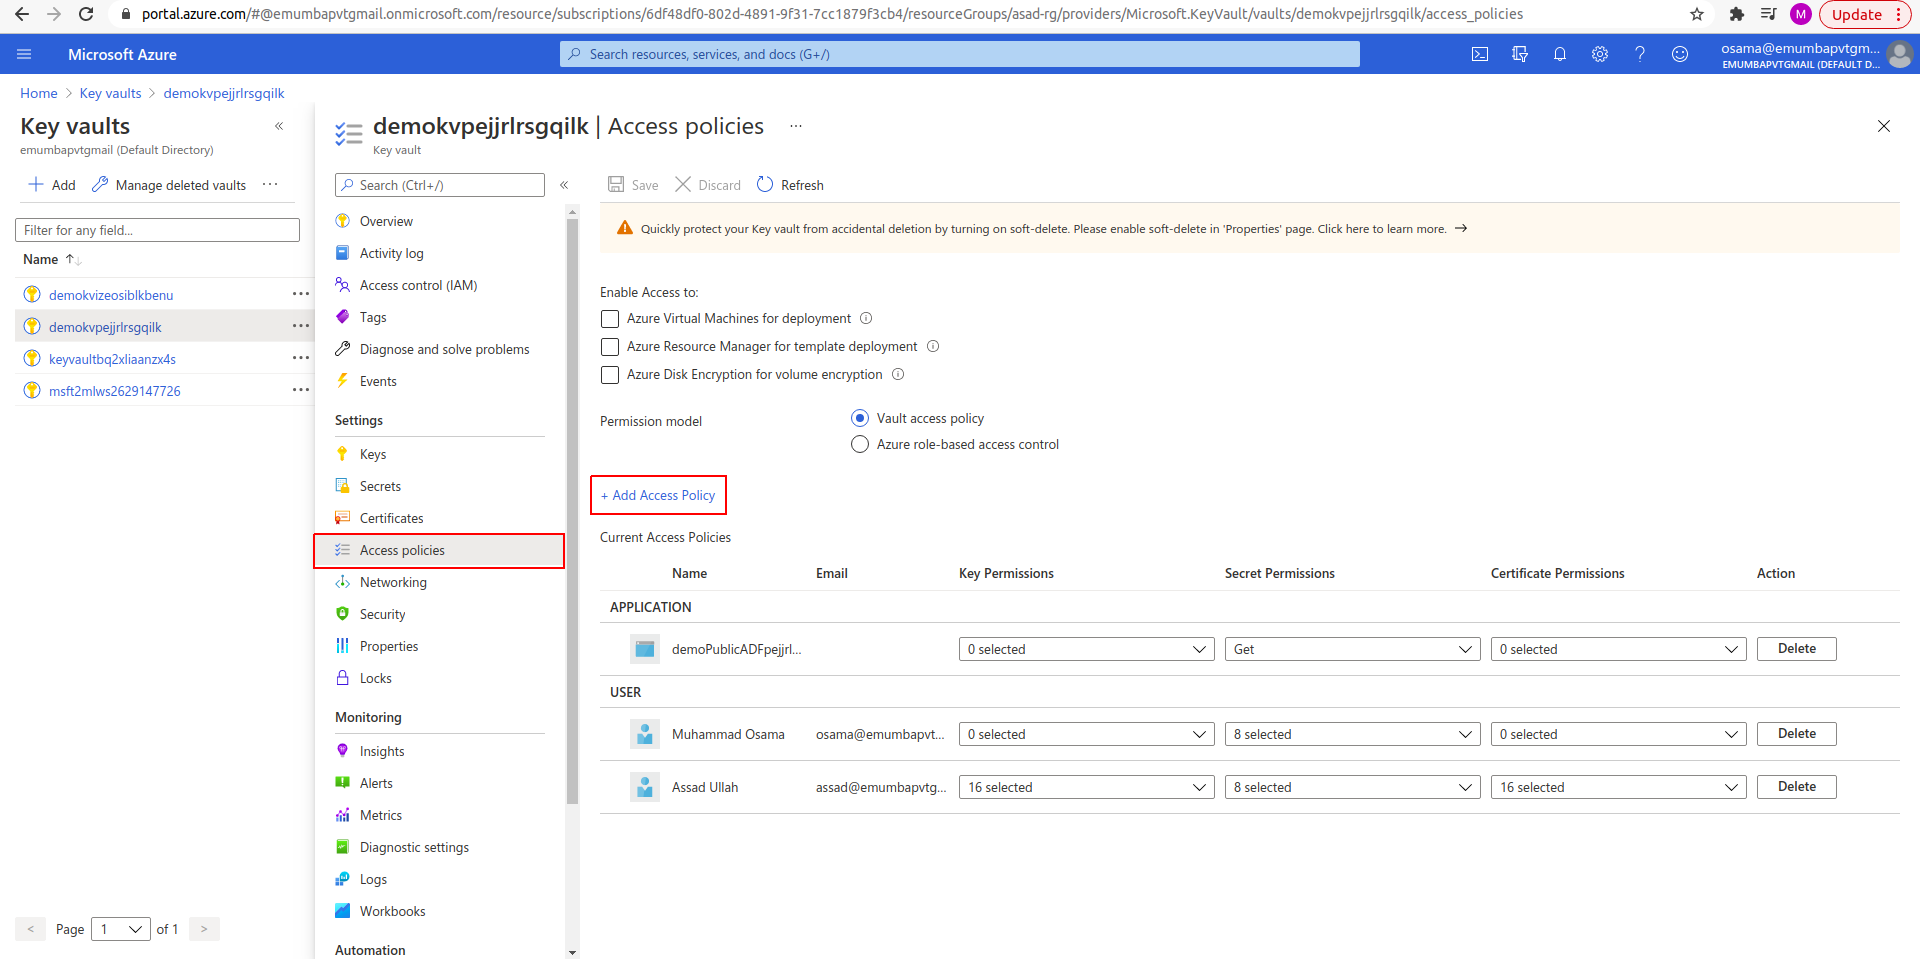 portal.azure.com/#@emumbapvtgmail.onmicrosoft.com/resource/subscriptions/6df48df0-802d-4891-9f31-7cc1879f3cb4/resourceGroups/asad-rg/providers/Microsoft.KeyVault/vaults/demokvpejjrlrsgqilk/access_policies
M
Update
Microsoft Azure
Search resources, services, and docs (G+/)
osama@emumbapvtgm...
EMUMBAPVTGMAIL (DEFAULT D...
Home > Key vaults > demokvpejjrlrsgqilk
Key vaults
emumbapvtgmail (Default Directory)
+ Add
Manage deleted vaults
...
Filter for any field...
Name
demokvizeosiblkbenu
demokvpejjrlrsgqilk
keyvaultbq2xliaanzx4s
msft2mlws2629147726
< Page 1 of 1 >
demokvpejjrlrsgqilk | Access policies
...
Key vault
Search (Ctrl+/)
Overview
Activity log
Access control (IAM)
Tags
Diagnose and solve problems
Events
Settings
Keys
Secrets
Certificates
Access policies
Networking
Security
Properties
Locks
Monitoring
Insights
Alerts
Metrics
Diagnostic settings
Logs
Workbooks
Automation
Save
Discard
Refresh
Quickly protect your Key vault from accidental deletion by turning on soft-delete. Please enable soft-delete in 'Properties' page. Click here to learn more. →
Enable Access to:
Azure Virtual Machines for deployment
Azure Resource Manager for template deployment
Azure Disk Encryption for volume encryption
Permission model
Vault access policy
Azure role-based access control
+ Add Access Policy
Current Access Policies
Name Email Key Permissions Secret Permissions Certificate Permissions Action
APPLICATION
demoPublicADFpejjrl... 0 selected Get 0 selected Delete
USER
Muhammad Osama osama@emumbapvt... 0 selected 8 selected 0 selected Delete
Assad Ullah assad@emumbapvtg... 16 selected 8 selected 16 selected Delete